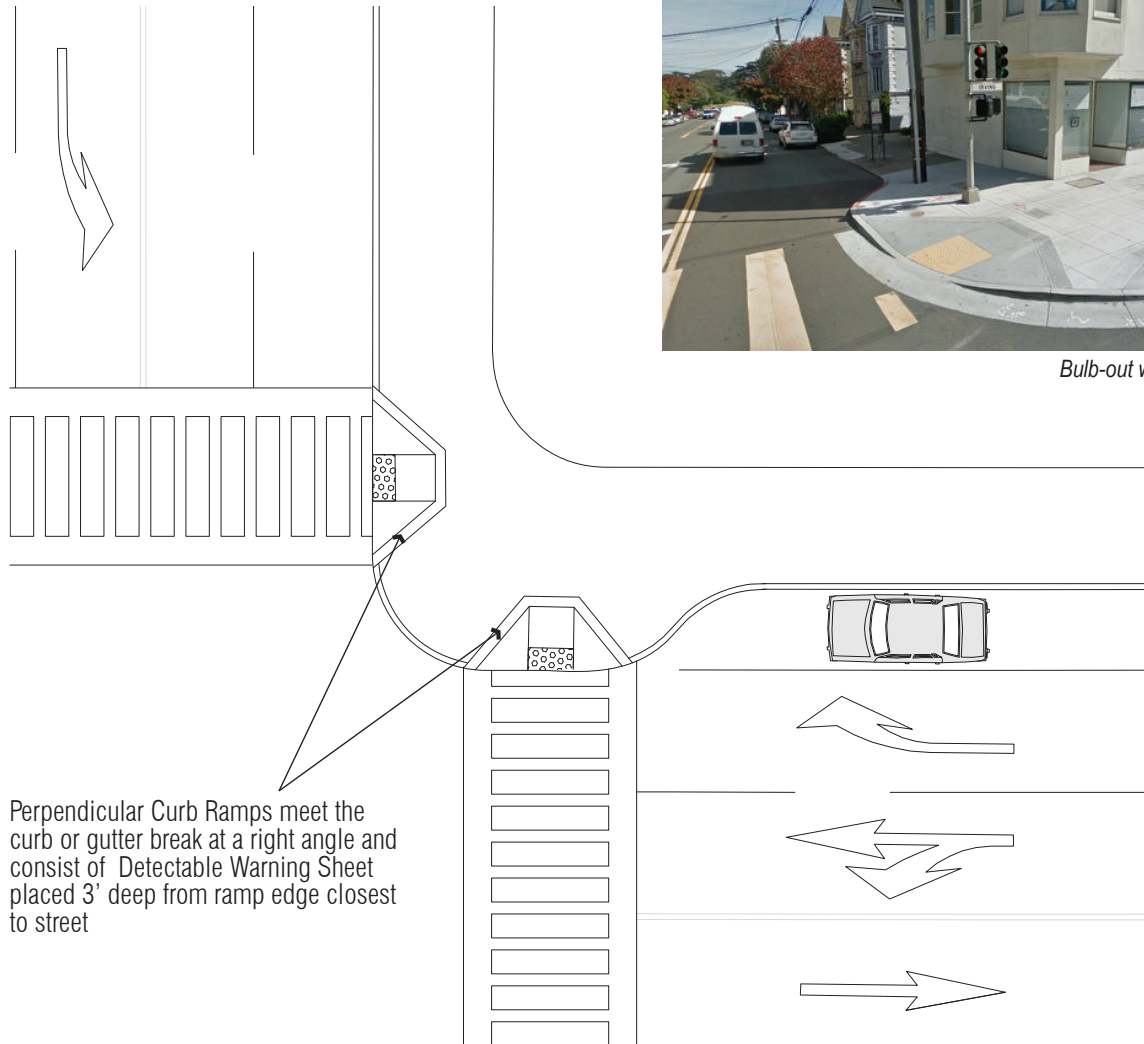 Bulb-out
Perpendicular Curb Ramps meet the
curb or gutter break at a right angle and
consist of Detectable Warning Sheet
placed 3’ deep from ramp edge closest
to street